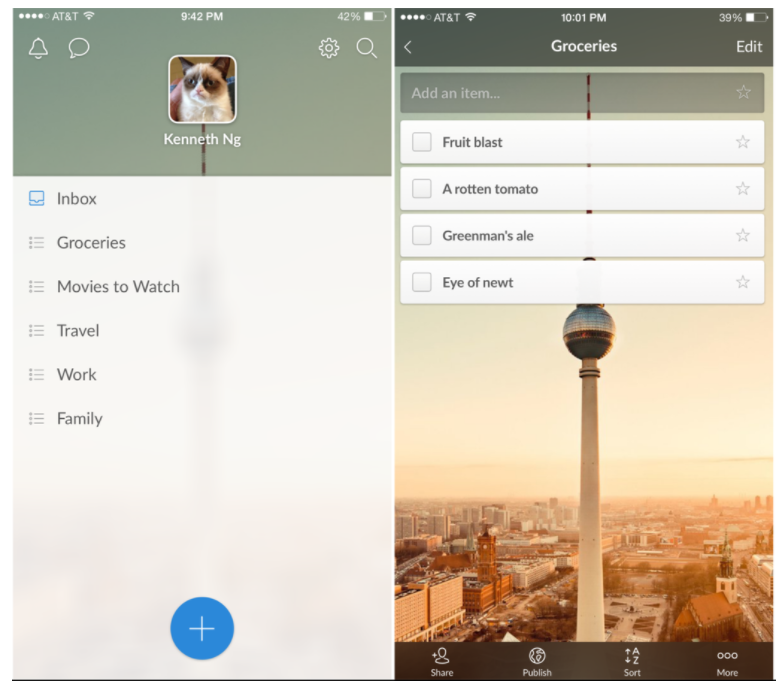 AT&T 9:42 PM 42%
Kenneth Ng
Inbox
Groceries
Movies to Watch
Travel
Work
Family
AT&T 10:01 PM 39%
Groceries Edit
Add an item...
Fruit blast
A rotten tomato
Greenman's ale
Eye of newt
Share Publish Sort More